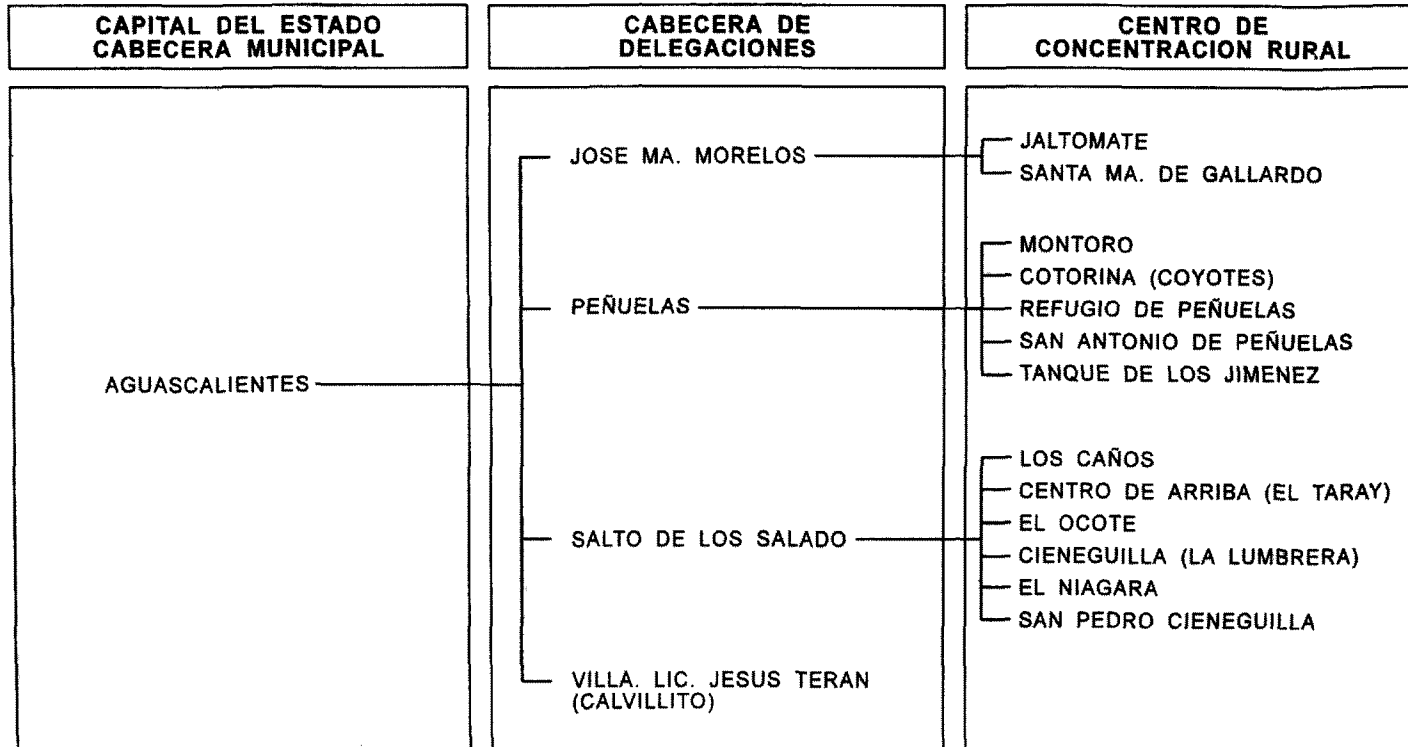 CAPITAL DEL ESTADO
CABECERA MUNICIPAL
CABECERA DE
DELEGACIONES
CENTRO DE
CONCENTRACION RURAL
AGUASCALIENTES
JOSE MA. MORELOS
PEÑUELAS
SALTO DE LOS SALADO
VILLA. LIC. JESUS TERAN
(CALVILLITO)
JALTOMATE
SANTA MA. DE GALLARDO
MONTORO
COTORINA (COYOTES)
REFUGIO DE PEÑUELAS
SAN ANTONIO DE PEÑUELAS
TANQUE DE LOS JIMENEZ
LOS CAÑOS
CENTRO DE ARRIBA (EL TARAY)
EL OCOTE
CIENEGUILLA (LA LUMBRERA)
EL NIAGARA
SAN PEDRO CIENEGUILLA